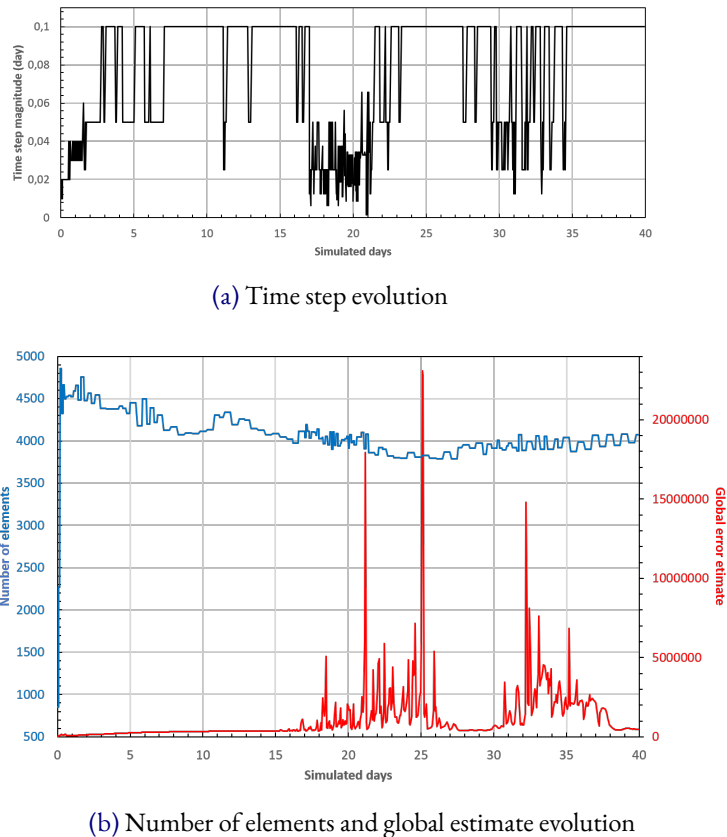 Time step magnitude (day)
0,1
0,08
0,06
0,04
0,02
0
0 5 10 15 20 25 30 35 40
Simulated days
(a) Time step evolution
Number of elements
5000
4500
4000
3500
3000
2500
2000
1500
1000
500
20000000
15000000
10000000
5000000
0
Global error etimate
0 5 10 15 20 25 30 35 40
Simulated days
(b) Number of elements and global estimate evolution